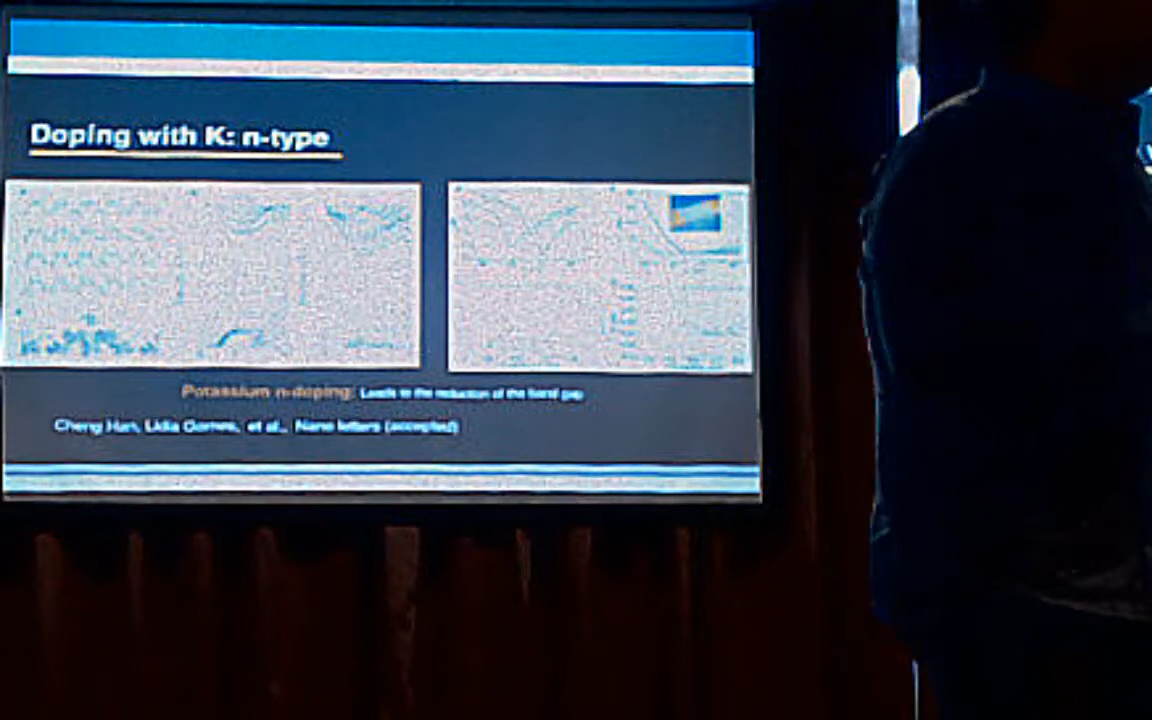 Doping with K: n-type
Potassium n-doping: Leads to the reduction of the band gap
Cheng Han, Lidia Gomes, et al., Nano letters (accepted)